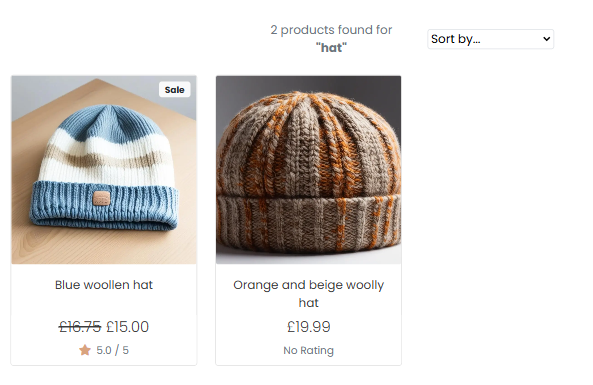 2 products found for
"hat"
Sort by...
Sale
Blue woollen hat
£16.75 £15.00
5.0 / 5
Orange and beige woolly
hat
£19.99
No Rating